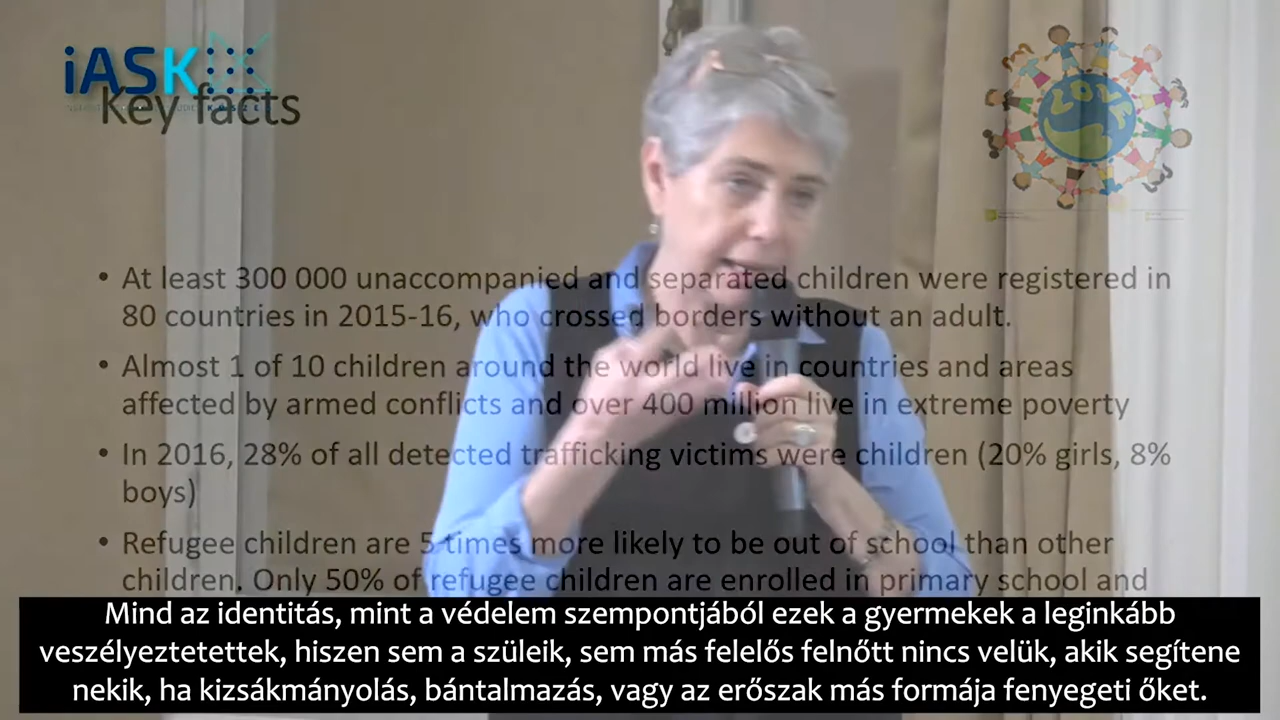 iASK
Key facts
LOVE
• At least 300 000 unaccompanied and separated children were registered in
80 countries in 2015-16, who crossed borders without an adult.
• Almost 1 of 10 children around the world live in countries and areas
affected by armed conflicts and over 400 million live in extreme poverty
• In 2016, 28% of all detected trafficking victims were children (20% girls, 8%
boys)
• Refugee children are 5 times more likely to be out of school than other
children. Only 50% of refugee children are enrolled in primary school and
Mind az identitás, mint a védelem szempontjából ezek a gyermekek a leginkább
veszélyeztetettek, hiszen sem a szüleik, sem más felelős felnőtt nincs velük, akik segítene
nekik, ha kizsákmányolás, bántalmazás, vagy az erőszak más formája fenyegeti őket.